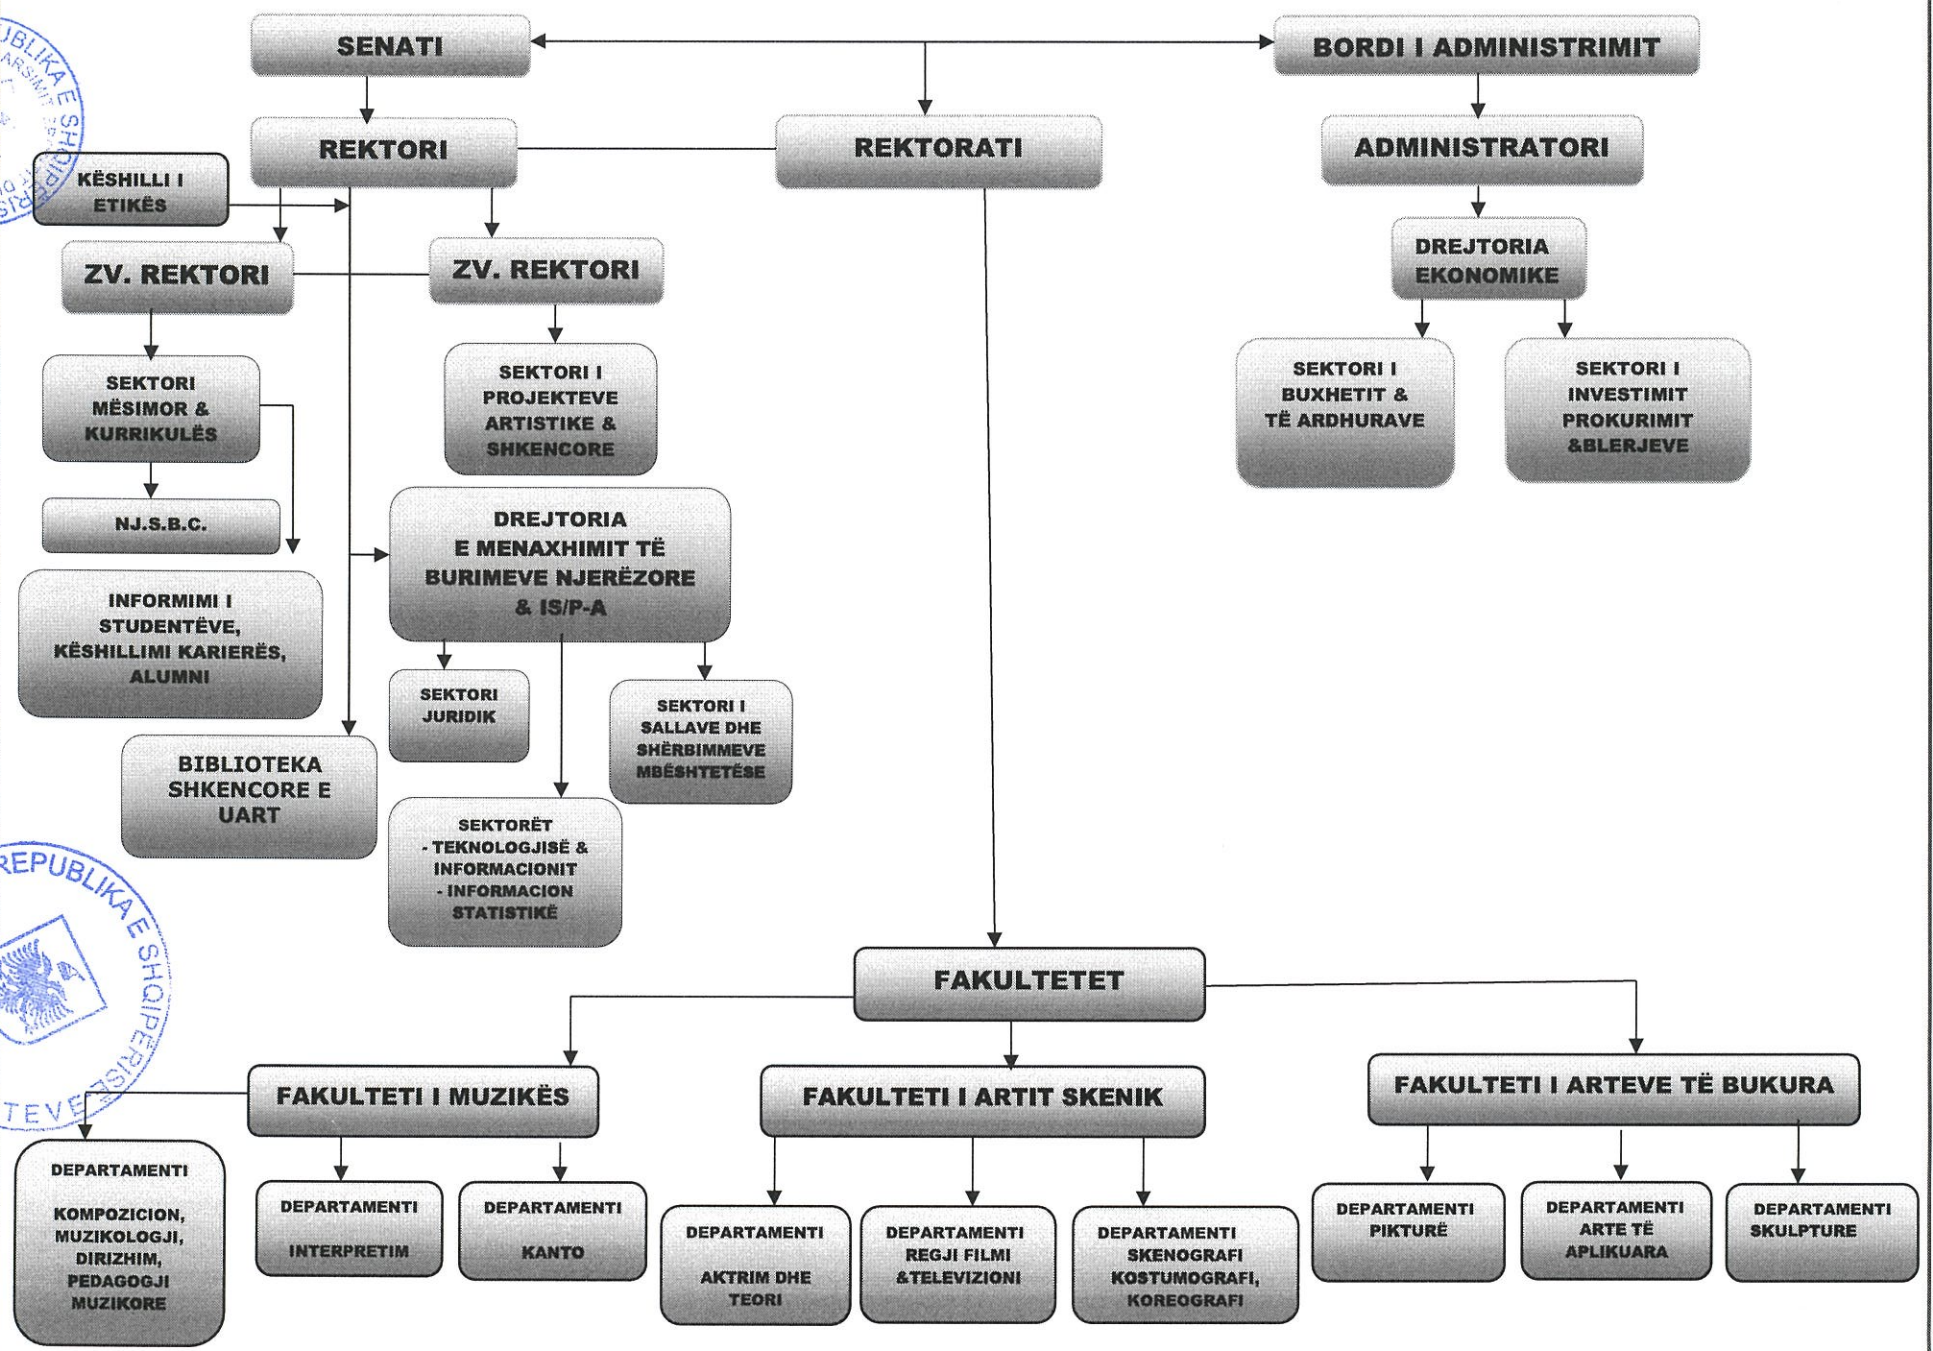 SENATI
BORDI I ADMINISTRIMIT
REKTORI
REKTORATI
ADMINISTRATORI
KËSHILLI I
ETIKËS
ZV. REKTORI
ZV. REKTORI
DREJTORIA
EKONOMIKE
SEKTORI
MËSIMOR &
KURRIKULËS
SEKTORI I
PROJEKTEVE
ARTISTIKE &
SHKENCORE
SEKTORI I
BUXHETIT &
TË ARDHURAVE
SEKTORI I
INVESTIMIT
PROKURIMIT
&BLERJEVE
NJ.S.B.C.
DREJTORIA
E MENAXHIMIT TË
BURIMEVE NJERËZORE
& IS/P-A
INFORMIMI I
STUDENTËVE,
KËSHILLIMI KARIERËS,
ALUMNI
SEKTORI
JURIDIK
SEKTORI I
SALLAVE DHE
SHËRBIMMEVE
MBËSHTETËSE
BIBLIOTEKA
SHKENCORE E
UART
SEKTORËT
- TEKNOLOGJISË &
INFORMACIONIT
- INFORMACION
STATISTIKË
REPUBLIKA E SHQIPËRISË
FAKULTETET
FAKULTETI I MUZIKËS
FAKULTETI I ARTIT SKENIK
FAKULTETI I ARTEVE TË BUKURA
DEPARTAMENTI
KOMPOZICION,
MUZIKOLOGJI,
DIRIZHIM,
PEDAGOGJI
MUZIKORE
DEPARTAMENTI
INTERPRETIM
DEPARTAMENTI
KANTO
DEPARTAMENTI
AKTRIM DHE
TEORI
DEPARTAMENTI
REGJI FILMI
&TELEVIZIONI
DEPARTAMENTI
SKENOGRAFI
KOSTUMOGRAFI,
KOREOGRAFI
DEPARTAMENTI
PIKTURË
DEPARTAMENTI
ARTE TË
APLIKUARA
DEPARTAMENTI
SKULPTURE